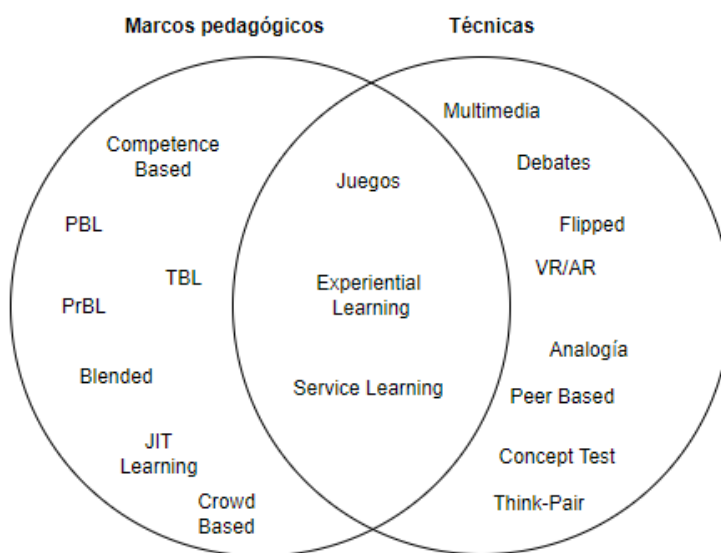 Marcos pedagógicos
Técnicas
Competence
Based
PBL
TBL
PrBL
Blended
JIT
Learning
Crowd
Based
Juegos
Experiential
Learning
Service Learning
Multimedia
Debates
Flipped
VR/AR
Analogía
Peer Based
Concept Test
Think-Pair